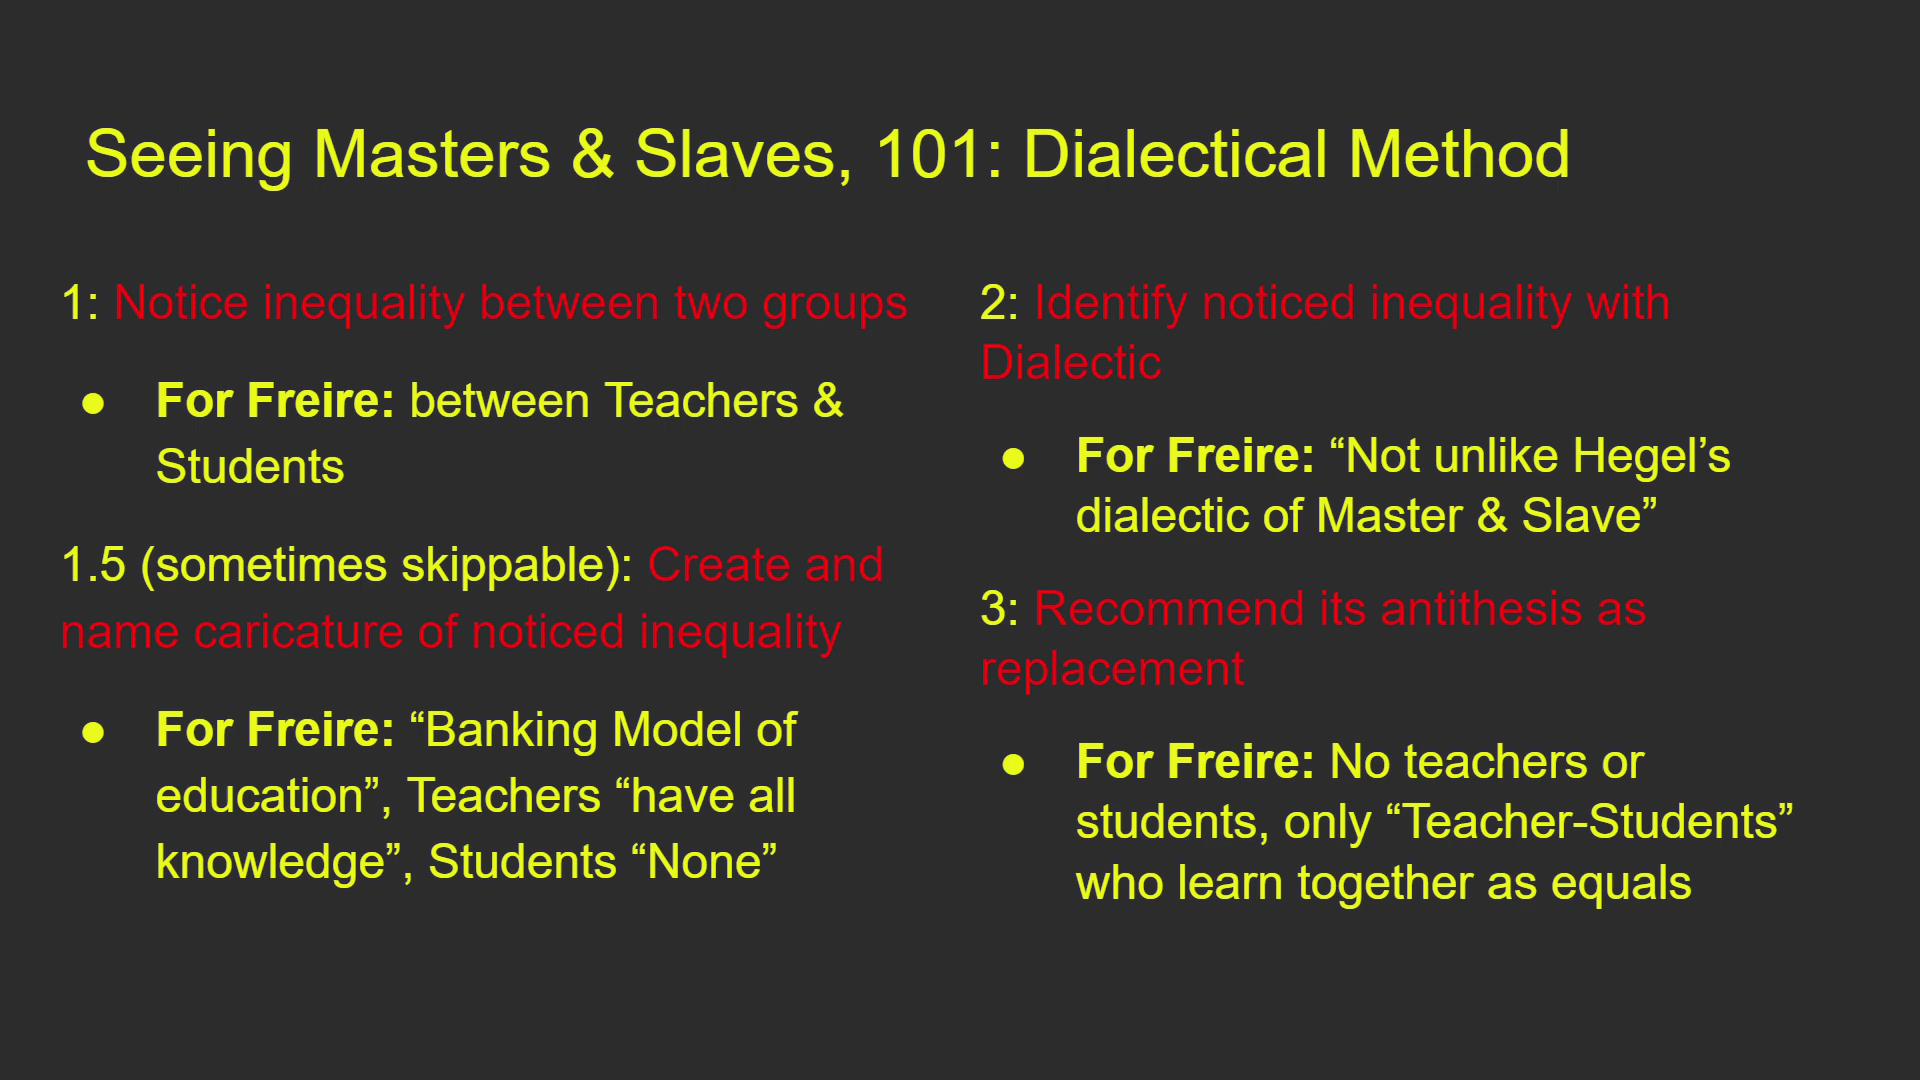 Seeing Masters & Slaves, 101: Dialectical Method
1: Notice inequality between two groups
● For Freire: between Teachers &
Students
1.5 (sometimes skippable): Create and
name caricature of noticed inequality
● For Freire: “Banking Model of
education”, Teachers “have all
knowledge”, Students “None”
2: Identify noticed inequality with
Dialectic
● For Freire: “Not unlike Hegel’s
dialectic of Master & Slave”
3: Recommend its antithesis as
replacement
● For Freire: No teachers or
students, only “Teacher-Students”
who learn together as equals